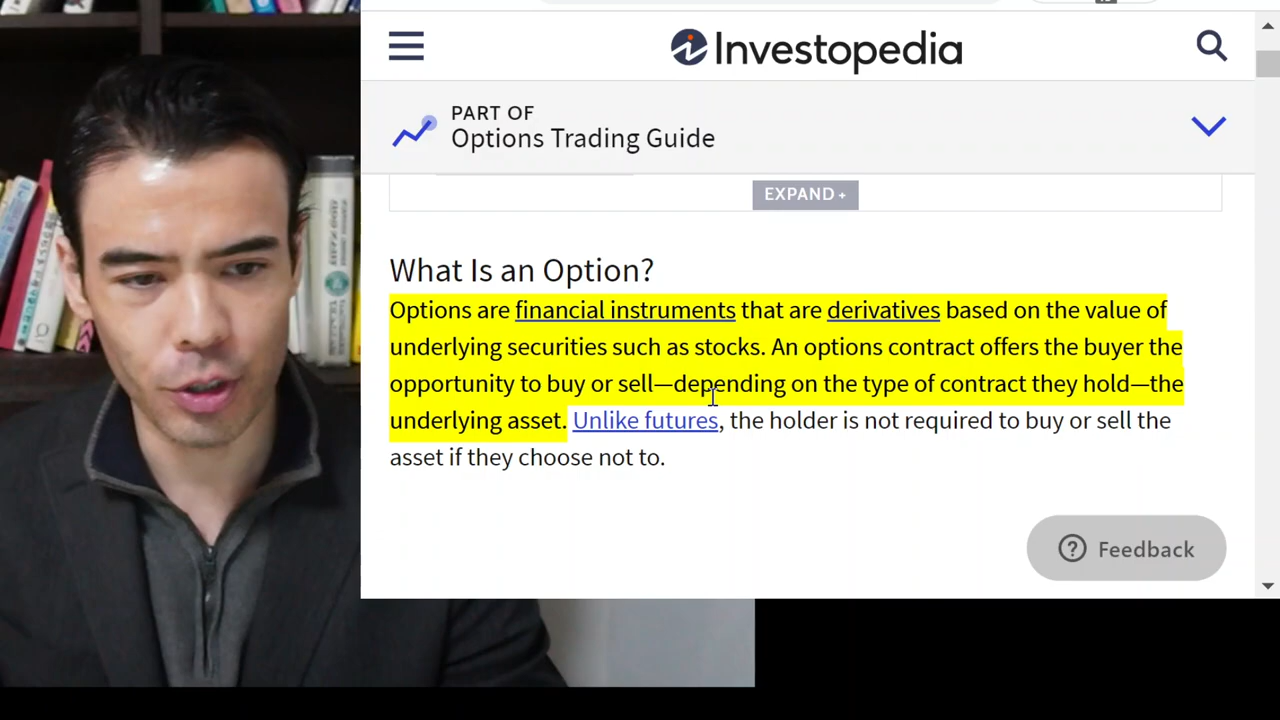 Investopedia
PART OF
Options Trading Guide
EXPAND +
What Is an Option?
Options are financial instruments that are derivatives based on the value of
underlying securities such as stocks. An options contract offers the buyer the
opportunity to buy or sell—depending on the type of contract they hold—the
underlying asset. Unlike futures, the holder is not required to buy or sell the
asset if they choose not to.
Feedback